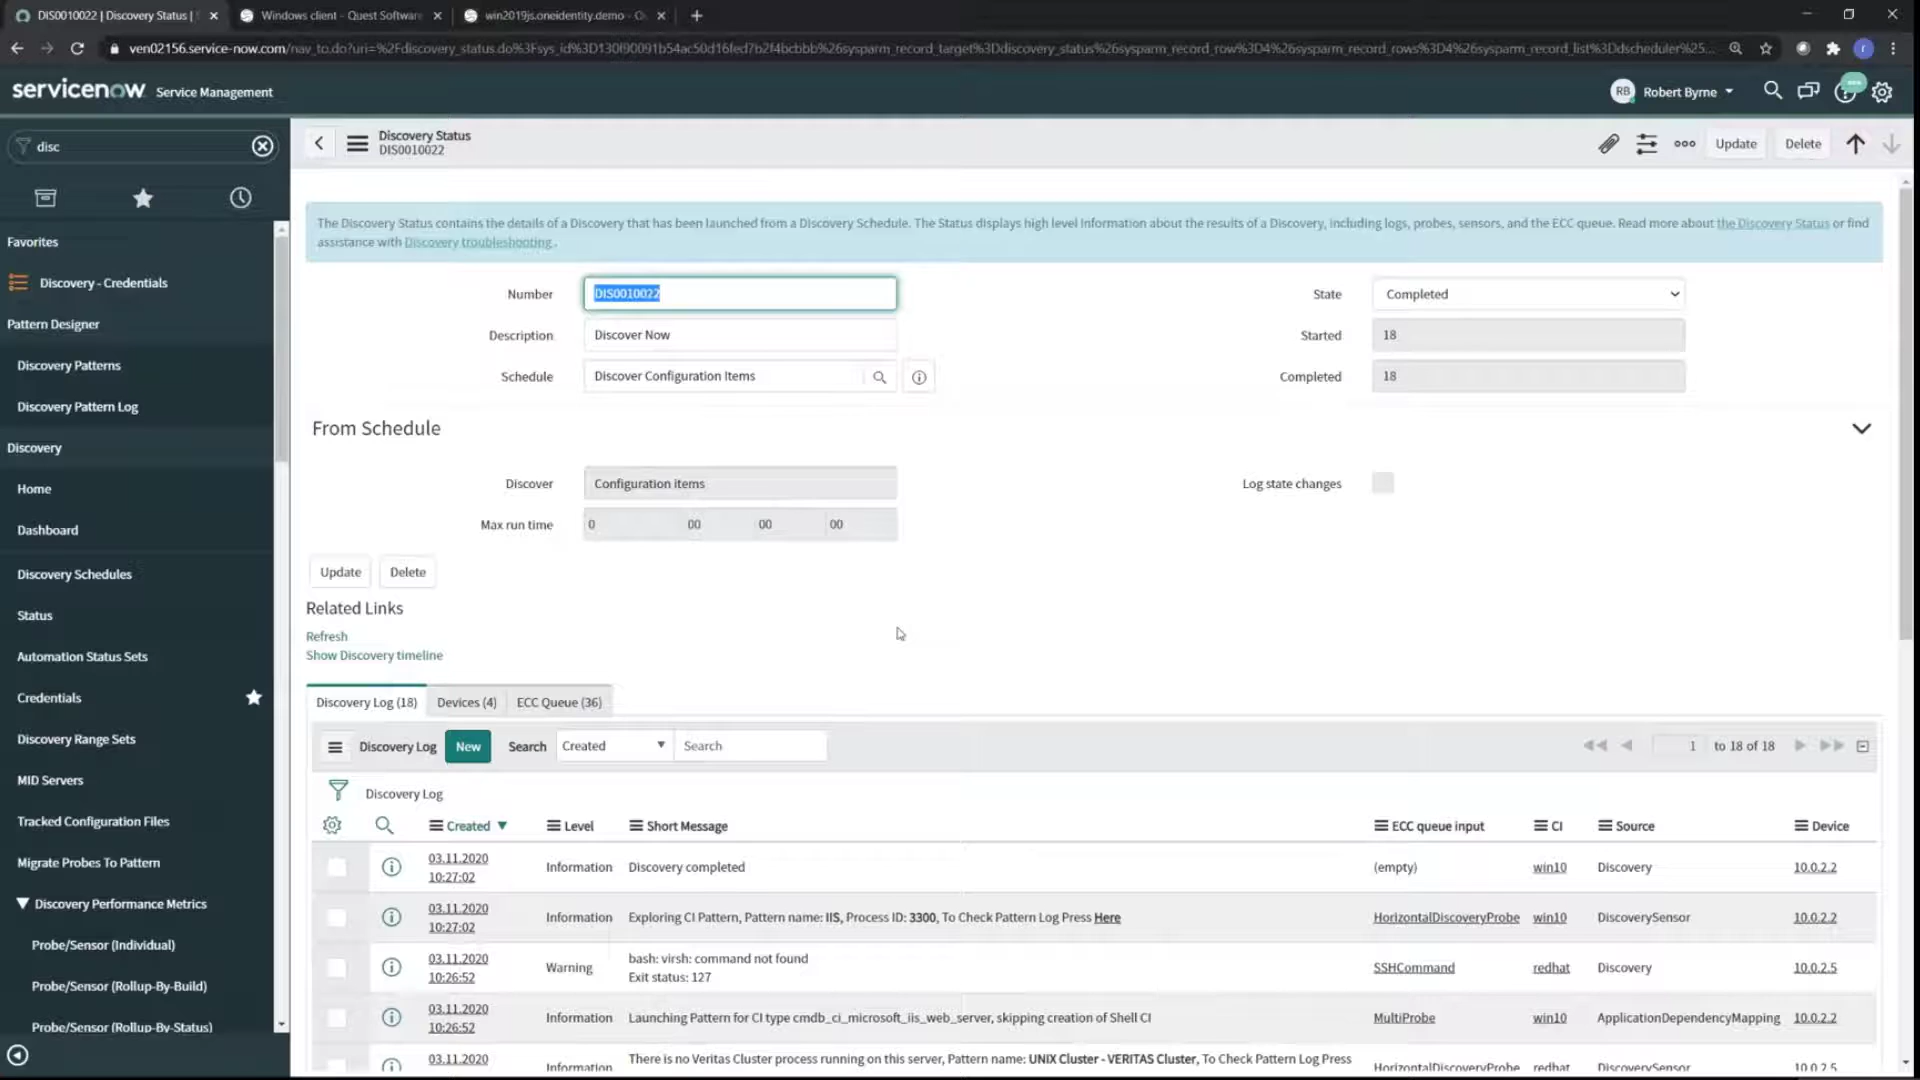 DIS0010022 | Discovery Status |
Windows client - Quest Software
win2019js.oneidentity.demo - O
ven02156.service-now.com/nav_to.do?uri=%2Fdiscovery_status.do%3Fsys_id%3D130f90091b54ac50d16fed7b2f4bcbbb%26sysparm_record_target%3Ddiscovery_status%26sysparm_record_row%3D4%26sysparm_record_rows%3D4%26sysparm_record_list%3Ddscheduler%25...
servicenow Service Management
RB Robert Byrne
disc
Discovery Status
DIS0010022
Update
Delete
The Discovery Status contains the details of a Discovery that has been launched from a Discovery Schedule. The Status displays high level information about the results of a Discovery, including logs, probes, sensors, and the ECC queue. Read more about the Discovery Status or find
assistance with Discovery troubleshooting.
Favorites
Discovery - Credentials
Pattern Designer
Discovery Patterns
Discovery Pattern Log
Discovery
Home
Dashboard
Discovery Schedules
Status
Automation Status Sets
Credentials
Discovery Range Sets
MID Servers
Tracked Configuration Files
Migrate Probes To Pattern
Discovery Performance Metrics
Probe/Sensor (Individual)
Probe/Sensor (Rollup-By-Build)
Probe/Sensor (Rollup-By-Status)
Number DIS0010022
State Completed
Description Discover Now
Started 18
Schedule Discover Configuration Items
Completed 18
From Schedule
Discover Configuration items
Log state changes
Max run time 0 00 00 00
Update Delete
Related Links
Refresh
Show Discovery timeline
Discovery Log (18) Devices (4) ECC Queue (36)
Discovery Log New Search Created Search 1 to 18 of 18
Discovery Log
Created Level Short Message ECC queue input CI Source Device
03.11.2020
10:27:02
Information Discovery completed (empty) win10 Discovery 10.0.2.2
03.11.2020
10:27:02
Information Exploring CI Pattern, Pattern name: IIS, Process ID: 3300, To Check Pattern Log Press Here HorizontalDiscoveryProbe win10 DiscoverySensor 10.0.2.2
03.11.2020
10:26:52
Warning bash: virsh: command not found
Exit status: 127
SSHCommand redhat Discovery 10.0.2.5
03.11.2020
10:26:52
Information Launching Pattern for CI type cmdb_ci_microsoft_iis_web_server, skipping creation of Shell CI MultiProbe win10 ApplicationDependencyMapping 10.0.2.2
03.11.2020
Information There is no Veritas Cluster process running on this server, Pattern name: UNIX Cluster - VERITAS Cluster, To Check Pattern Log Press
HorizontalDiscoveryProbe redhat DiscoverySensor 10.0.2.5